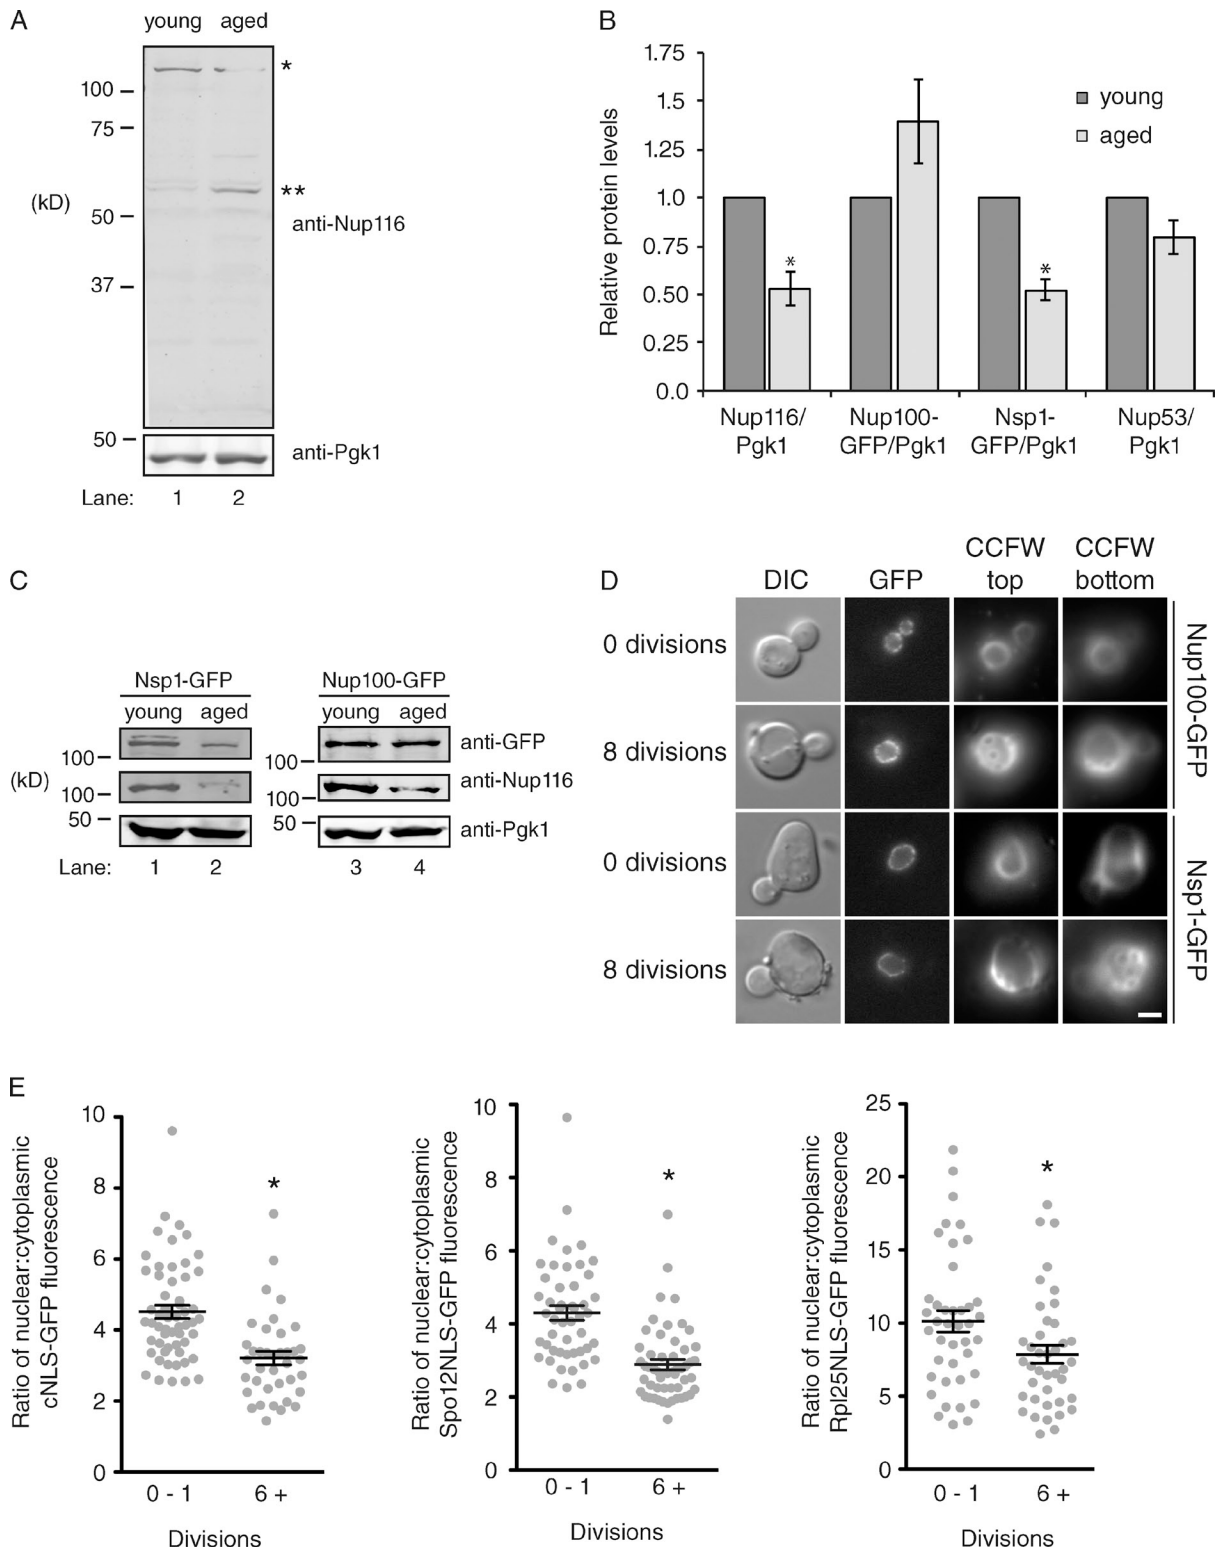 A
young aged
*
100
75
(kD)
**
50
anti-Nup116
37
50
anti-Pgk1
Lane: 1 2
B
Relative protein levels
1.75
1.5
1.25
1.0
0.75
0.50
0.25
0.0
young
aged
*
*
Nup116/
Pgk1
Nup100-
GFP/Pgk1
Nsp1-
GFP/Pgk1
Nup53/
Pgk1
C
Nsp1-GFP
Nup100-GFP
young aged
young aged
(kD)
100
100
50
100
100
50
anti-GFP
anti-Nup116
anti-Pgk1
Lane: 1 2 3 4
D
DIC
GFP
CCFW
top
CCFW
bottom
0 divisions
8 divisions
0 divisions
8 divisions
Nup100-GFP
Nsp1-GFP
E
Ratio of nuclear:cytoplasmic
cNLS-GFP fluorescence
10
8
6
4
2
0
*
0 - 1
6 +
Divisions
Ratio of nuclear:cytoplasmic
Spo12NLS-GFP fluorescence
10
8
6
4
2
0
*
0 - 1
6 +
Divisions
Ratio of nuclear:cytoplasmic
Rpl25NLS-GFP fluorescence
25
20
15
10
5
0
*
0 - 1
6 +
Divisions